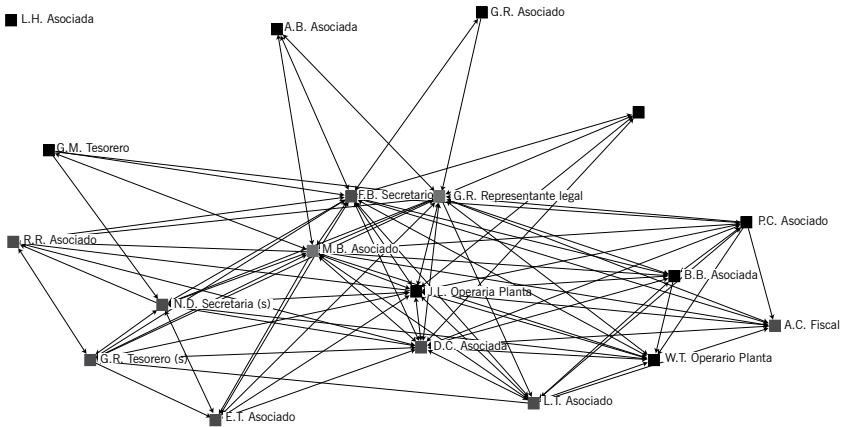 G.R. Asociado
L.H. Asociada
A.B. Asociada
G.M. Tesorero
F.B. Secretario
G.R. Representante legal
P.C. Asociado
R.R. Asociado
M.B. Asociado
B.B. Asociada
J.L. Operaria Planta
N.D. Secretaria (s)
A.C. Fiscal
D.C. Asociada
G.R. Tesorero (s)
W.T. Operario Planta
L.T. Asociado
E.T. Asociado